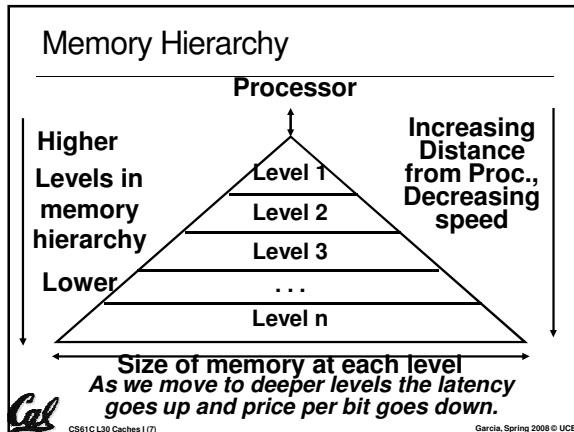 Memory Hierarchy
Processor
Higher
Levels in
memory
hierarchy
Lower
Increasing
Distance
from Proc.,
Decreasing
speed
Level 1
Level 2
Level 3
. . .
Level n
Size of memory at each level
As we move to deeper levels the latency
goes up and price per bit goes down.
Cal
CS61C L30 Caches I (7)
Garcia, Spring 2008 © UCB